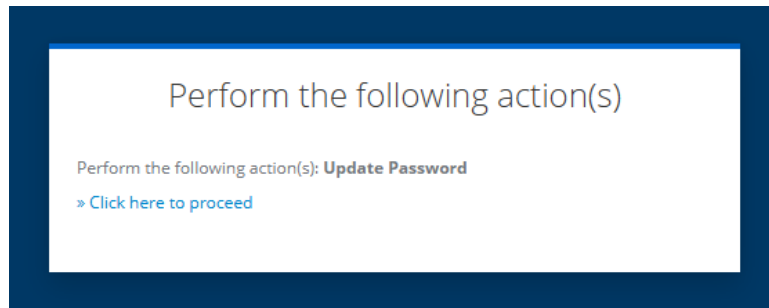 Perform the following action(s)
Perform the following action(s): Update Password
» Click here to proceed